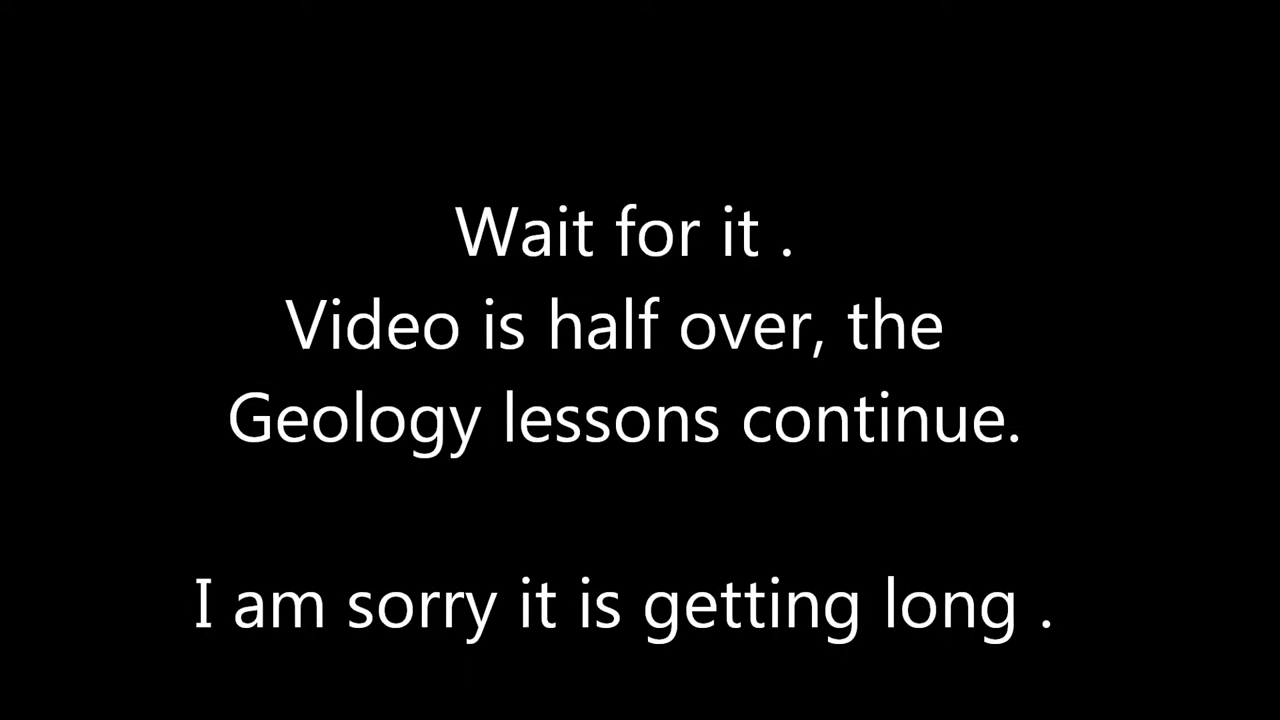 Wait for it .
Video is half over, the
Geology lessons continue.
I am sorry it is getting long .